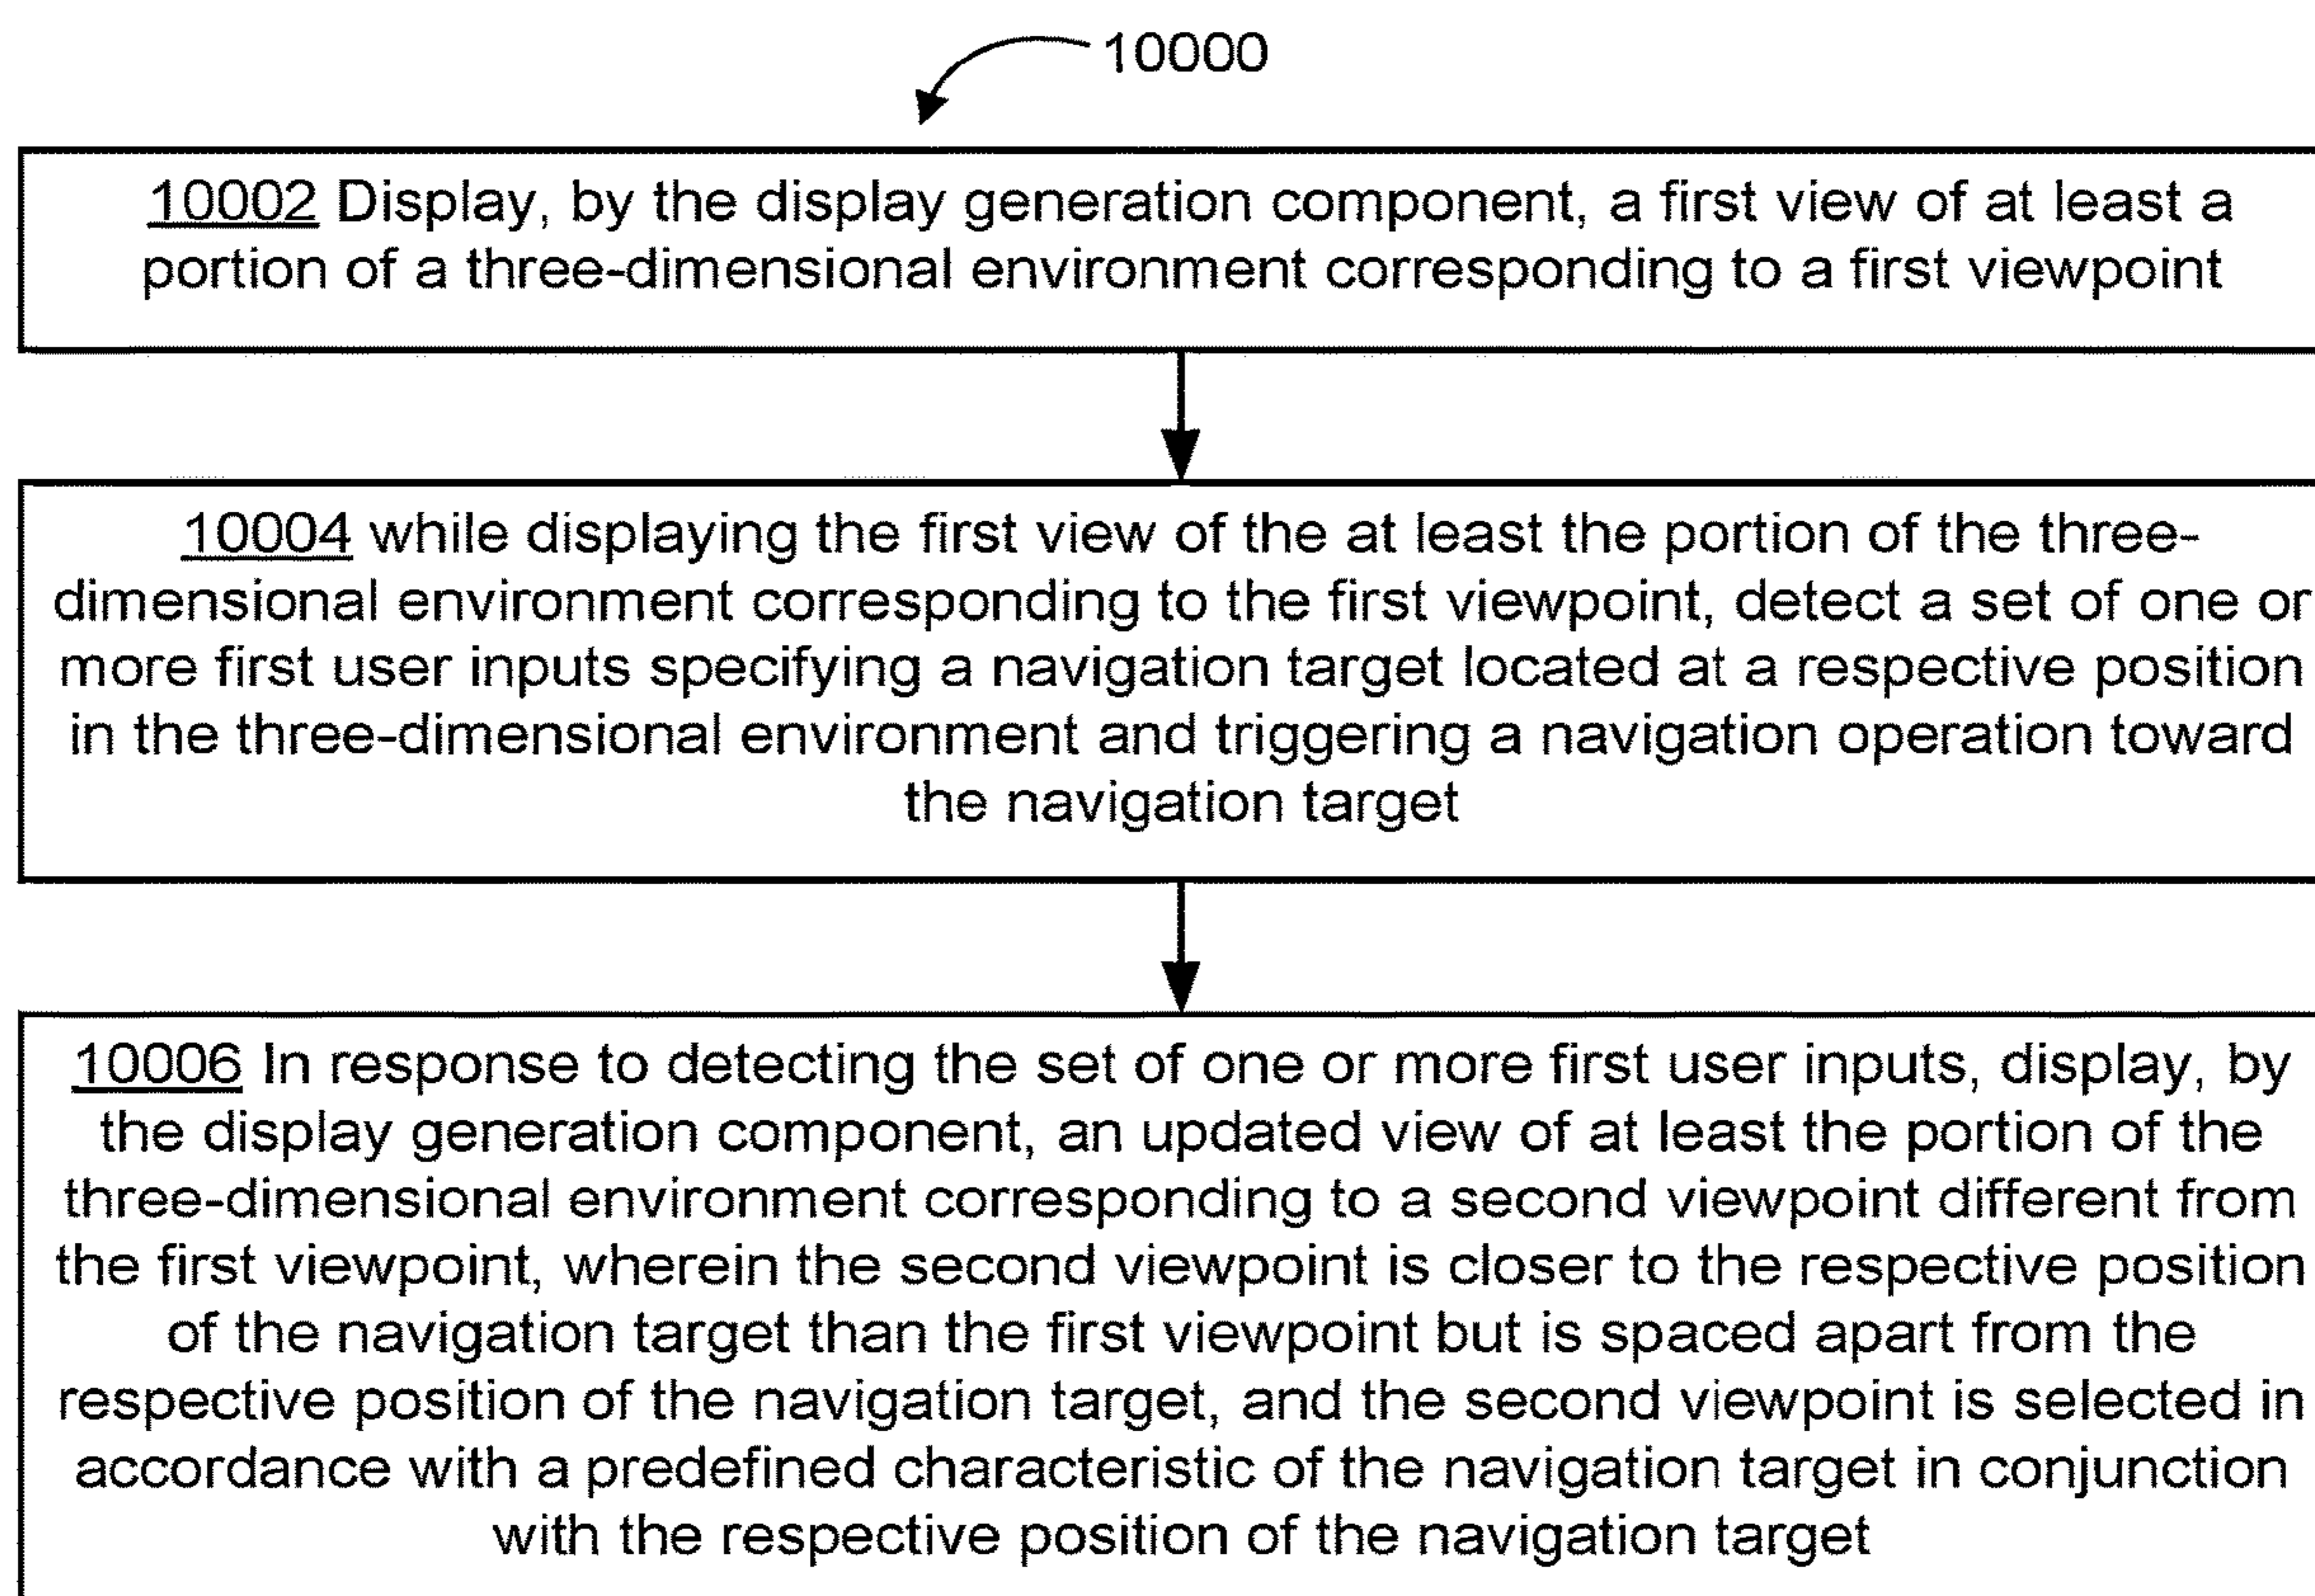 10000
10002 Display, by the display generation component, a first view of at least a
portion of a three-dimensional environment corresponding to a first viewpoint
10004 while displaying the first view of the at least the portion of the three-
dimensional environment corresponding to the first viewpoint, detect a set of one or
more first user inputs specifying a navigation target located at a respective position
in the three-dimensional environment and triggering a navigation operation toward
the navigation target
10006 In response to detecting the set of one or more first user inputs, display, by
the display generation component, an updated view of at least the portion of the
three-dimensional environment corresponding to a second viewpoint different from
the first viewpoint, wherein the second viewpoint is closer to the respective position
of the navigation target than the first viewpoint but is spaced apart from the
respective position of the navigation target, and the second viewpoint is selected in
accordance with a predefined characteristic of the navigation target in conjunction
with the respective position of the navigation target